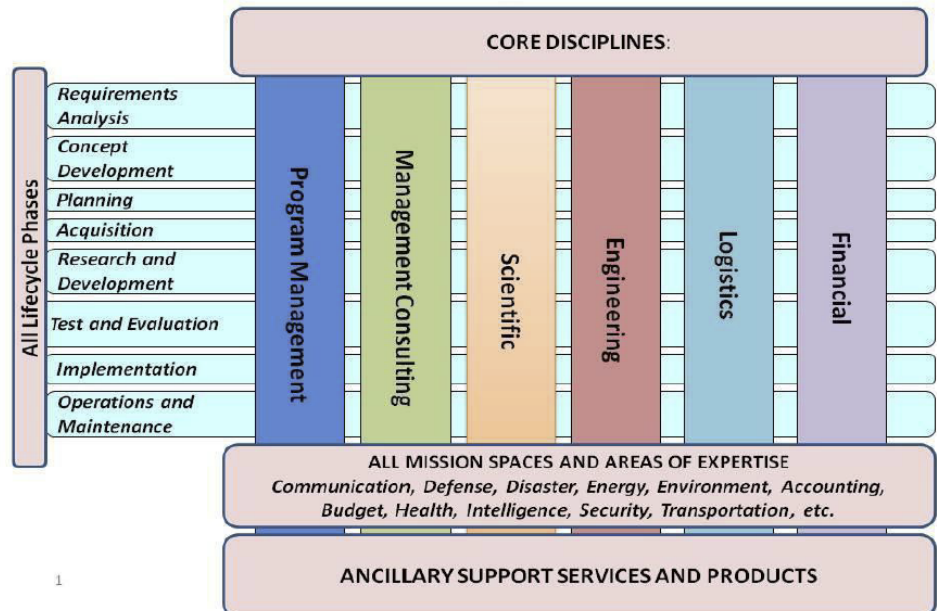 CORE DISCIPLINES:
All Lifecycle Phases
Requirements
Analysis
Concept
Development
Planning
Acquisition
Research and
Development
Test and Evaluation
Implementation
Operations and
Maintenance
Program Management
Management Consulting
Scientific
Engineering
Logistics
Financial
ALL MISSION SPACES AND AREAS OF EXPERTISE
Communication, Defense, Disaster, Energy, Environment, Accounting,
Budget, Health, Intelligence, Security, Transportation, etc.
ANCILLARY SUPPORT SERVICES AND PRODUCTS
1